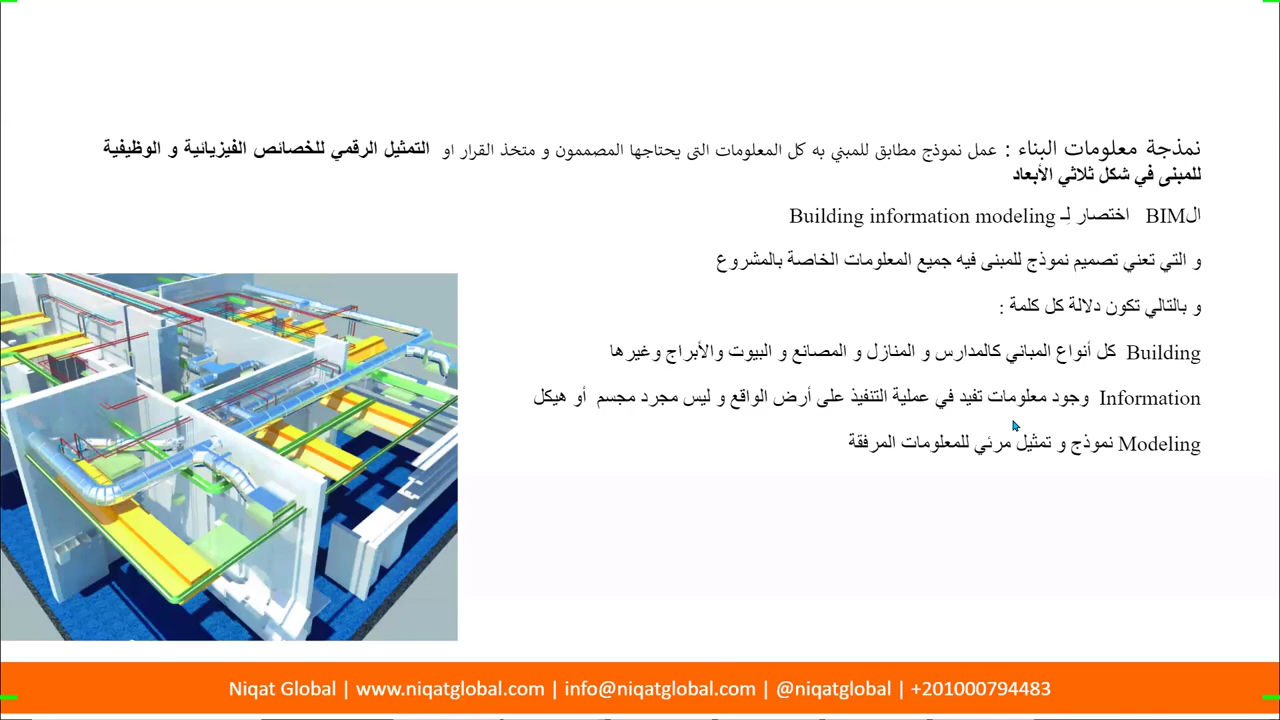 نمذجة معلومات البناء : عمل نموذج مطابق للمبني به كل المعلومات التى يحتاجها المصممون و متخذ القرار او التمثيل الرقمي للخصائص الفيزيائية و الوظيفية
للمبنى في شكل ثلاثي الأبعاد
الBIM اختصار لِـ Building information modeling
و التي تعني تصميم نموذج للمبنى فيه جميع المعلومات الخاصة بالمشروع
و بالتالي تكون دلالة كل كلمة :
Building كل أنواع المباني كالمدارس و المنازل و المصانع و البيوت والأبراج وغيرها
Information وجود معلومات تفيد في عملية التنفيذ على أرض الواقع و ليس مجرد مجسم أو هيكل
Modeling نموذج و تمثيل مرئي للمعلومات المرفقة
Niqat Global | www.niqatglobal.com | info@niqatglobal.com | @niqatglobal | +201000794483